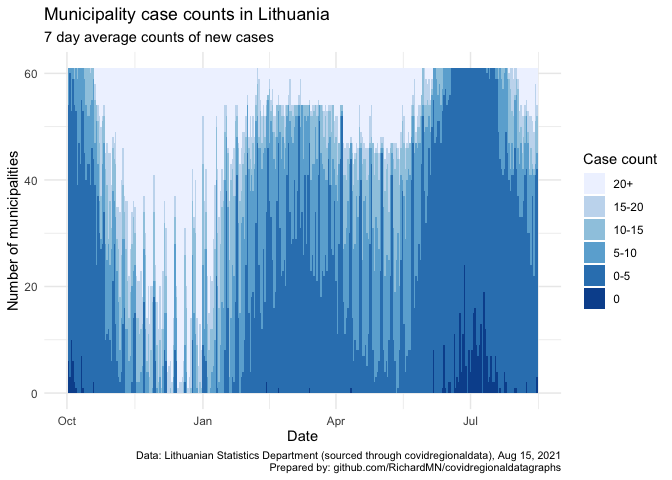 Municipality case counts in Lithuania
7 day average counts of new cases
Number of municipalities
60
40
20
0
Oct
Jan
Apr
Jul
Date
Case count
20+
15-20
10-15
5-10
0-5
0
Data: Lithuanian Statistics Department (sourced through covidregionaldata), Aug 15, 2021
Prepared by: github.com/RichardMN/covidregionaldatagraphs